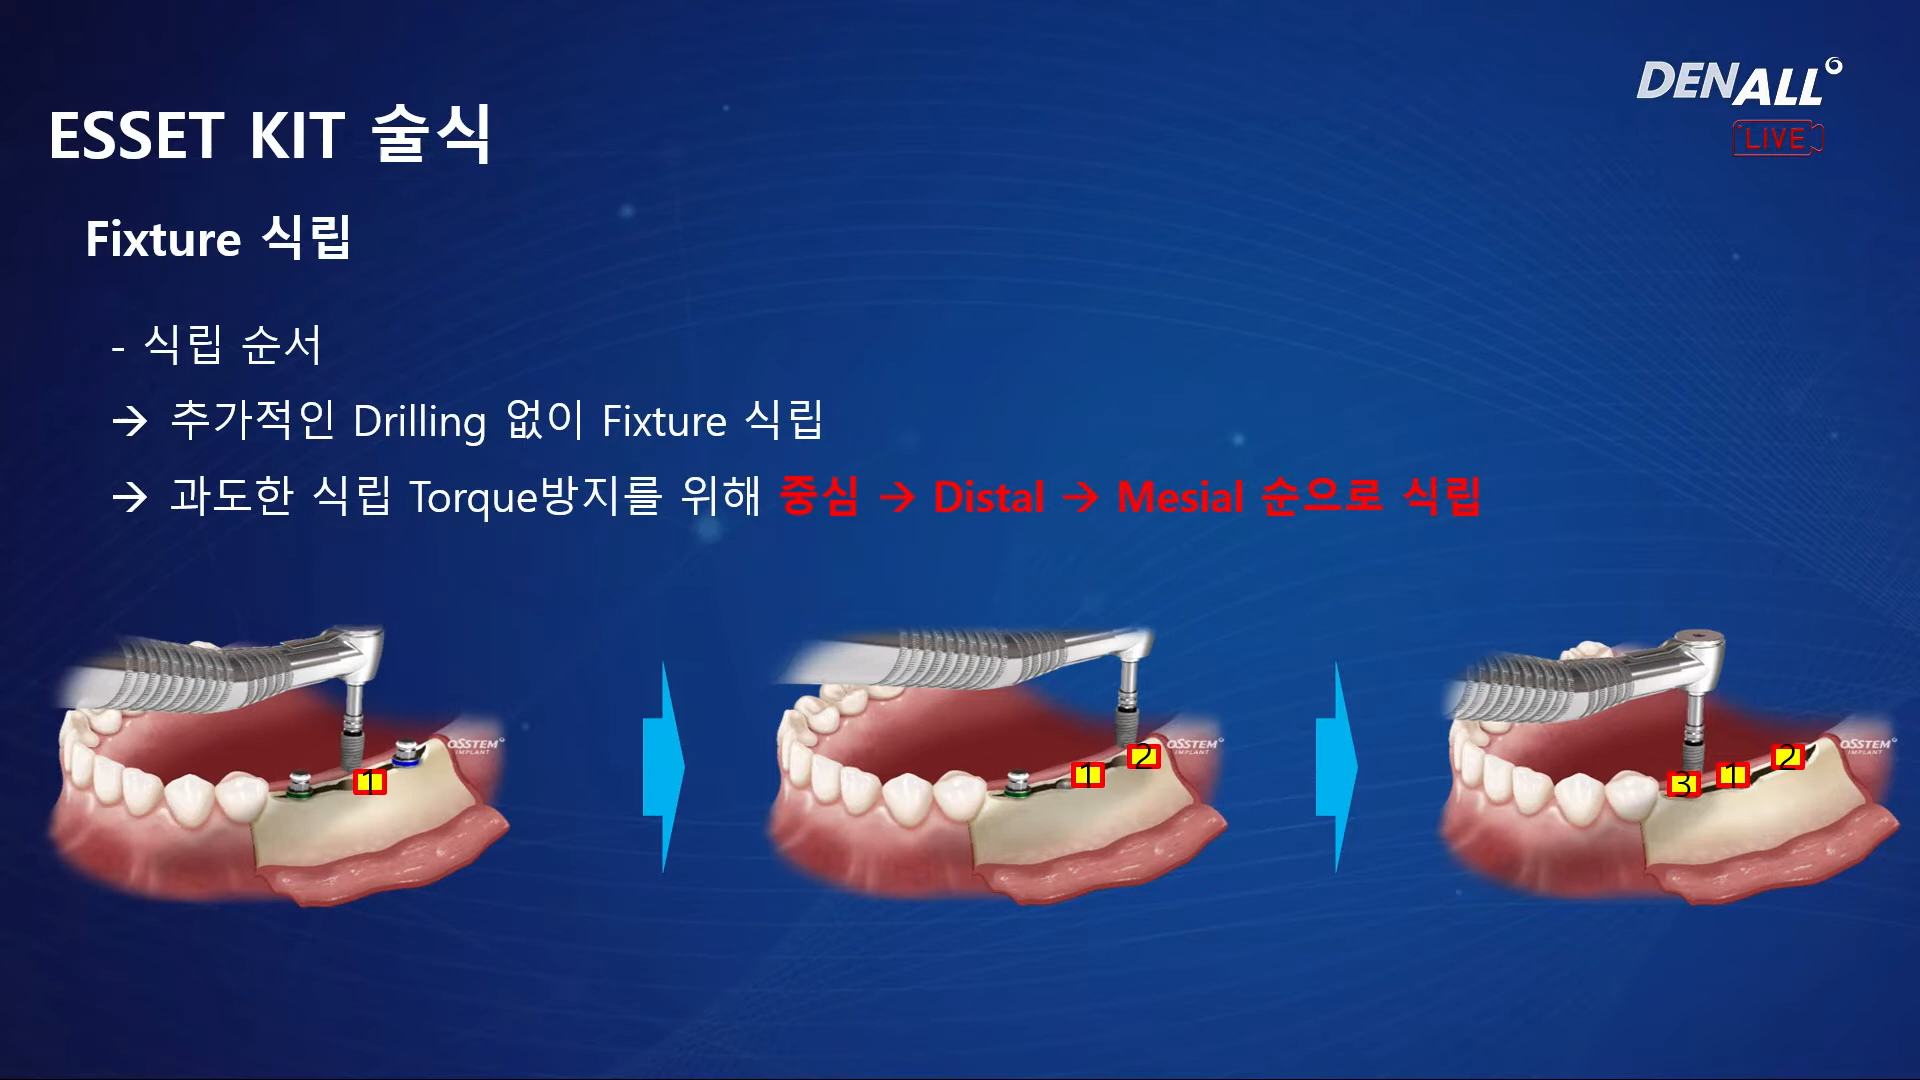 DENALL
LIVE
ESSET KIT 술식
Fixture 식립
- 식립 순서
→ 추가적인 Drilling 없이 Fixture 식립
→ 과도한 식립 Torque방지를 위해 중심 → Distal → Mesial 순으로 식립
OSSTEM
IMPLANT
1
OSSTEM
IMPLANT
1
2
OSSTEM
IMPLANT
3
1
2